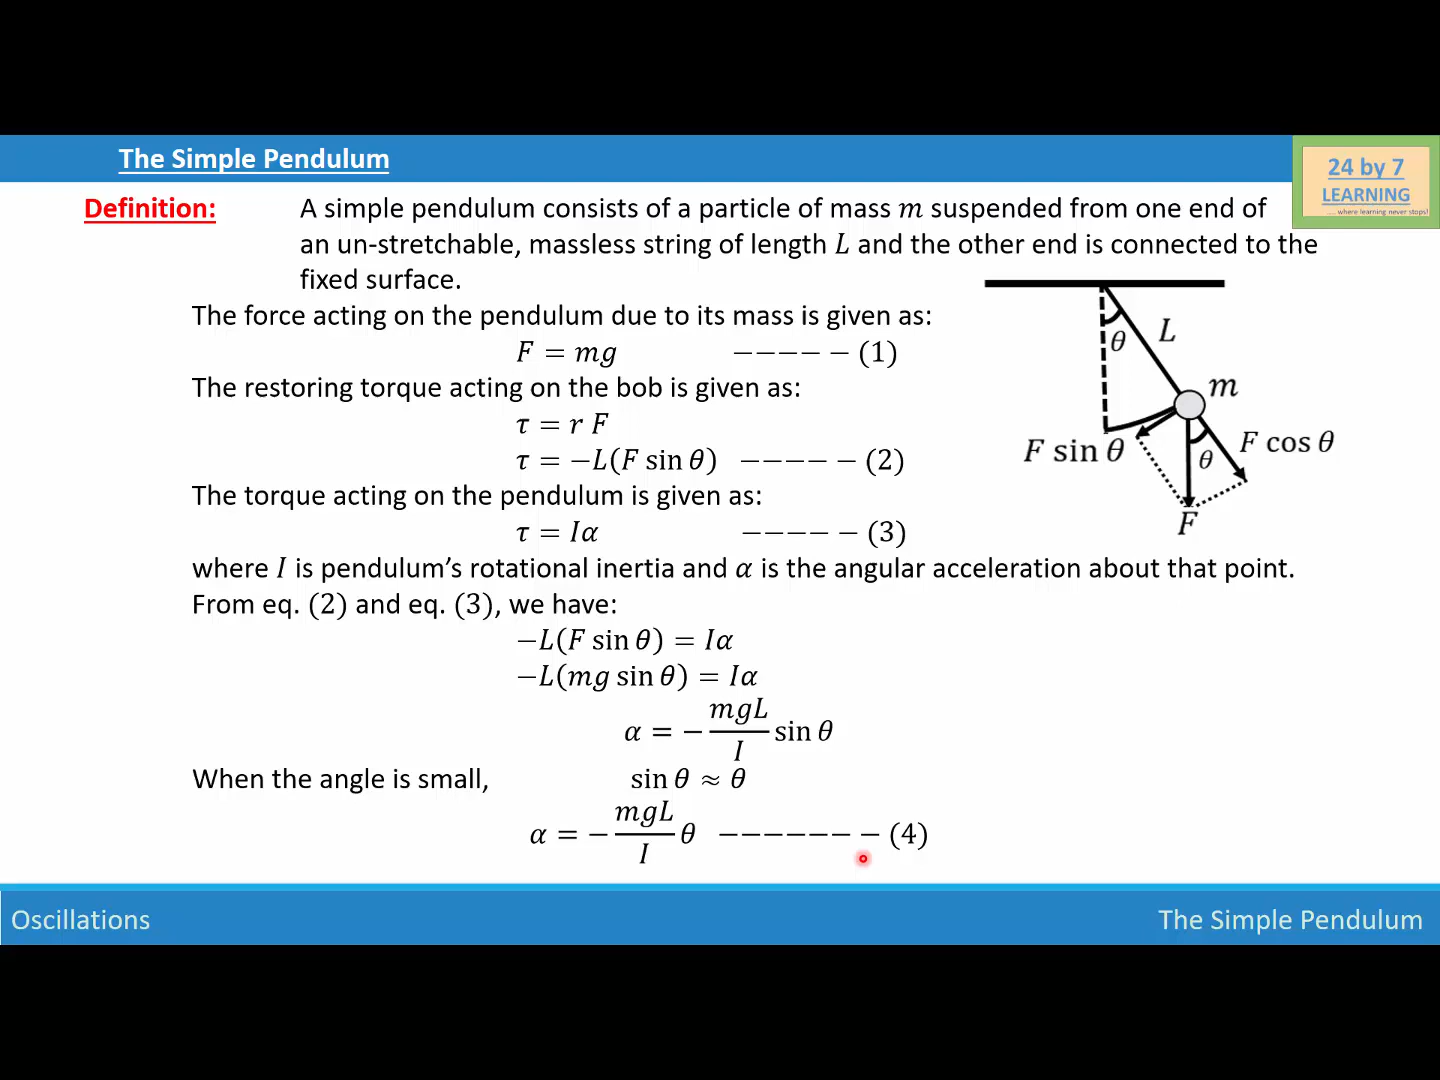 The Simple Pendulum
24 by 7
LEARNING
.... where learning never stops!
Definition: A simple pendulum consists of a particle of mass m suspended from one end of
an un-stretchable, massless string of length L and the other end is connected to the
fixed surface.
The force acting on the pendulum due to its mass is given as:
F = mg −−−−−(1)
The restoring torque acting on the bob is given as:
τ = r F
τ = −L(F sin θ) −−−−−(2)
The torque acting on the pendulum is given as:
τ = Iα −−−−−(3)
where I is pendulum's rotational inertia and α is the angular acceleration about that point.
From eq. (2) and eq. (3), we have:
−L(F sin θ) = Iα
−L(mg sin θ) = Iα
α = − mgL/I sin θ
When the angle is small, sin θ ≈ θ
α = − mgL/I θ −−−−−−−(4)
θ
L
m
F sin θ
θ
F cos θ
F
Oscillations
The Simple Pendulum